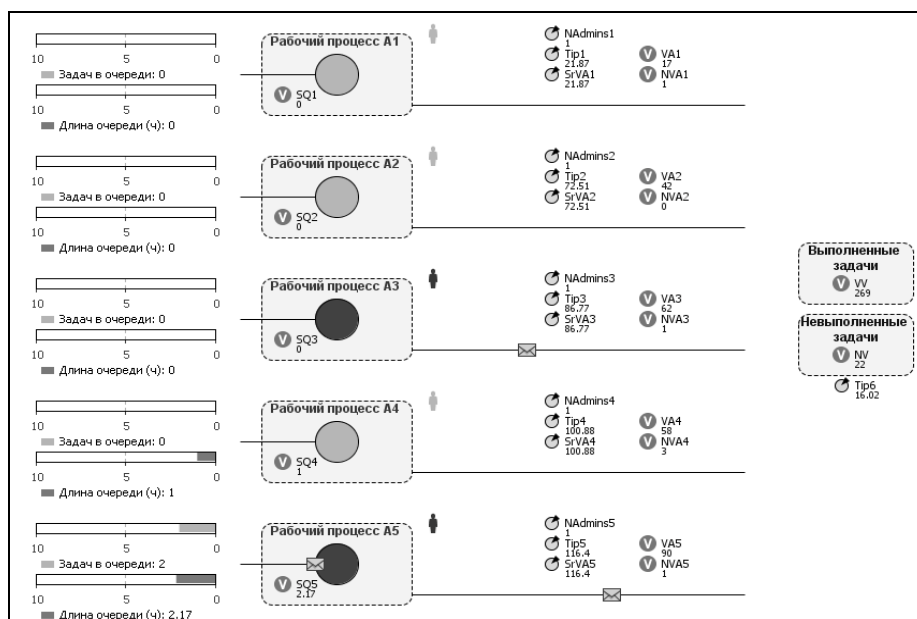 10 5 0
Задач в очереди: 0
10 5 0
Длина очереди (ч): 0
Рабочий процесс A1
V SQ1
0
NAdmins1
1
Tip1
21.87
SrVA1
21.87
V VA1
17
V NVA1
1
10 5 0
Задач в очереди: 0
10 5 0
Длина очереди (ч): 0
Рабочий процесс A2
V SQ2
0
NAdmins2
1
Tip2
72.51
SrVA2
72.51
V VA2
42
V NVA2
0
10 5 0
Задач в очереди: 0
10 5 0
Длина очереди (ч): 0
Рабочий процесс A3
V SQ3
0
NAdmins3
1
Tip3
86.77
SrVA3
86.77
V VA3
62
V NVA3
1
10 5 0
Задач в очереди: 0
10 5 0
Длина очереди (ч): 1
Рабочий процесс A4
V SQ4
1
NAdmins4
1
Tip4
100.88
SrVA4
100.88
V VA4
58
V NVA4
3
10 5 0
Задач в очереди: 2
10 5 0
Длина очереди (ч): 2.17
Рабочий процесс A5
V SQ5
2.17
NAdmins5
1
Tip5
116.4
SrVA5
116.4
V VA5
90
V NVA5
1
Выполненные
задачи
V VV
269
Невыполненные
задачи
V NV
22
Tip6
16.02